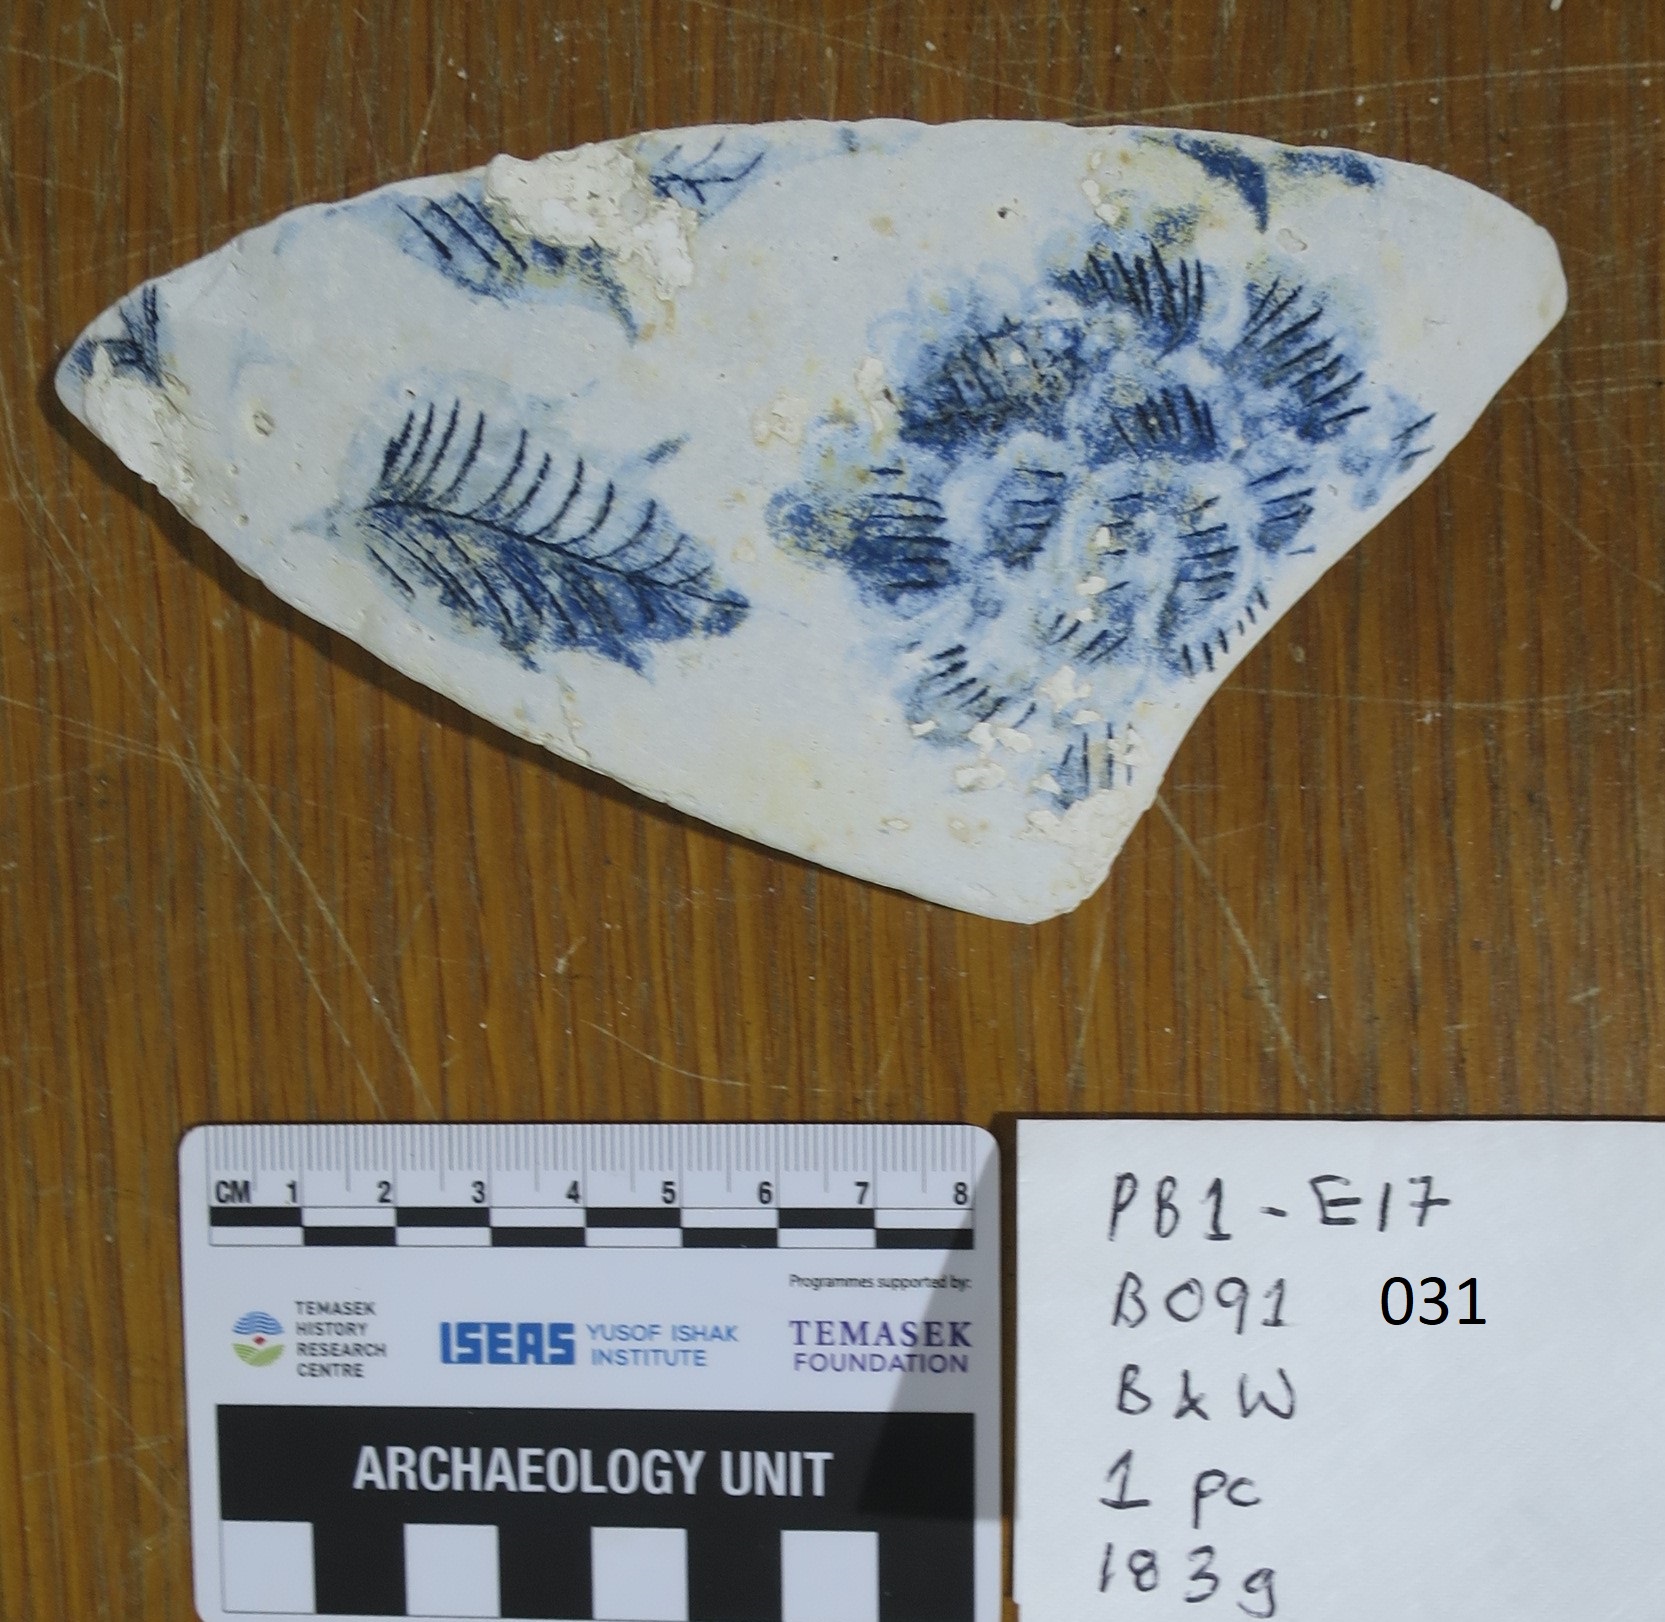 CM 1 2 3 4 5 6 7 8
Programmes supported by:
TEMASEK
HISTORY
RESEARCH
CENTRE
ISEAS YUSOF ISHAK
INSTITUTE
TEMASEK
FOUNDATION
ARCHAEOLOGY UNIT
PB1-E17
B091 031
B&W
1 pc
183g